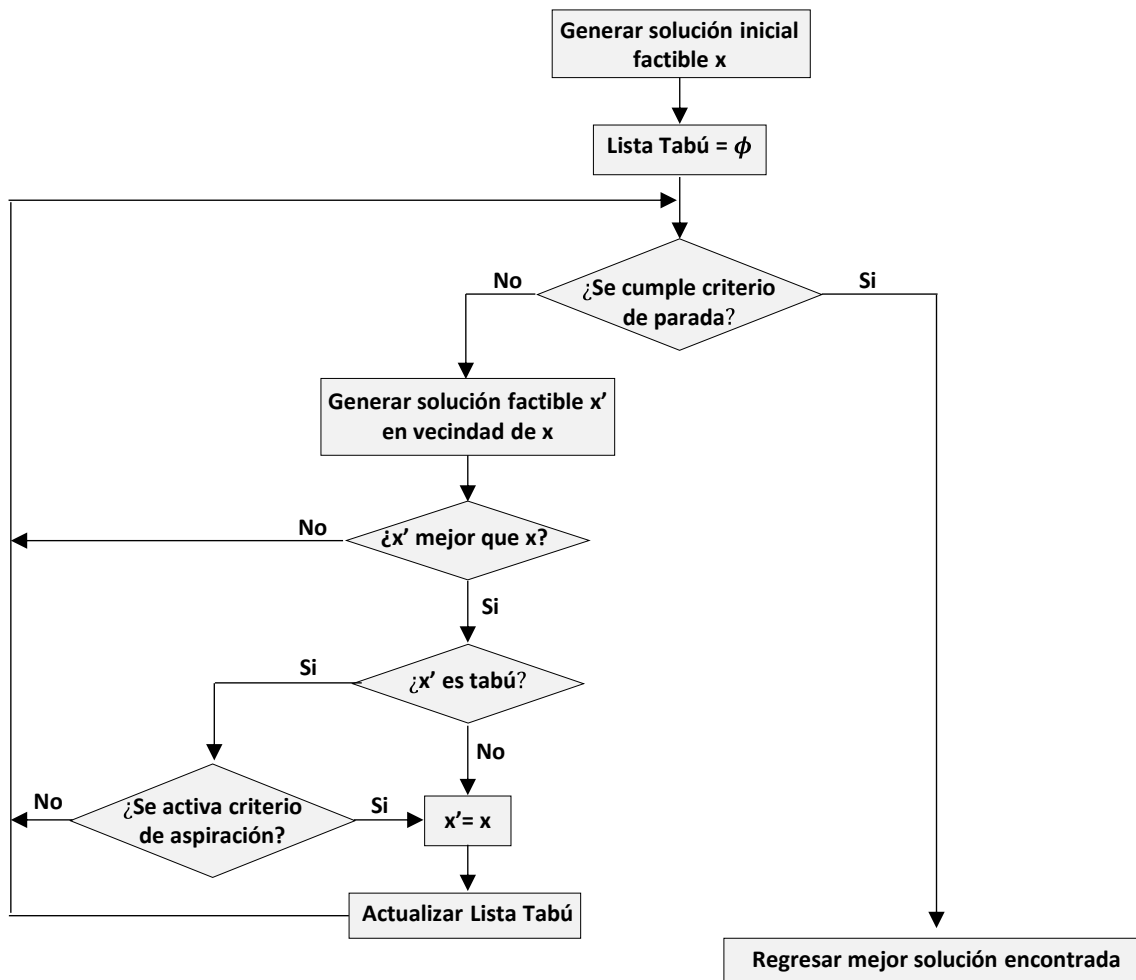 Generar solución inicial
factible x
Lista Tabú = ϕ
No
Si
¿Se cumple criterio
de parada?
Generar solución factible x’
en vecindad de x
No
¿x’ mejor que x?
Si
Si
¿x’ es tabú?
No
No
¿Se activa criterio
de aspiración?
Si
x’= x
Actualizar Lista Tabú
Regresar mejor solución encontrada